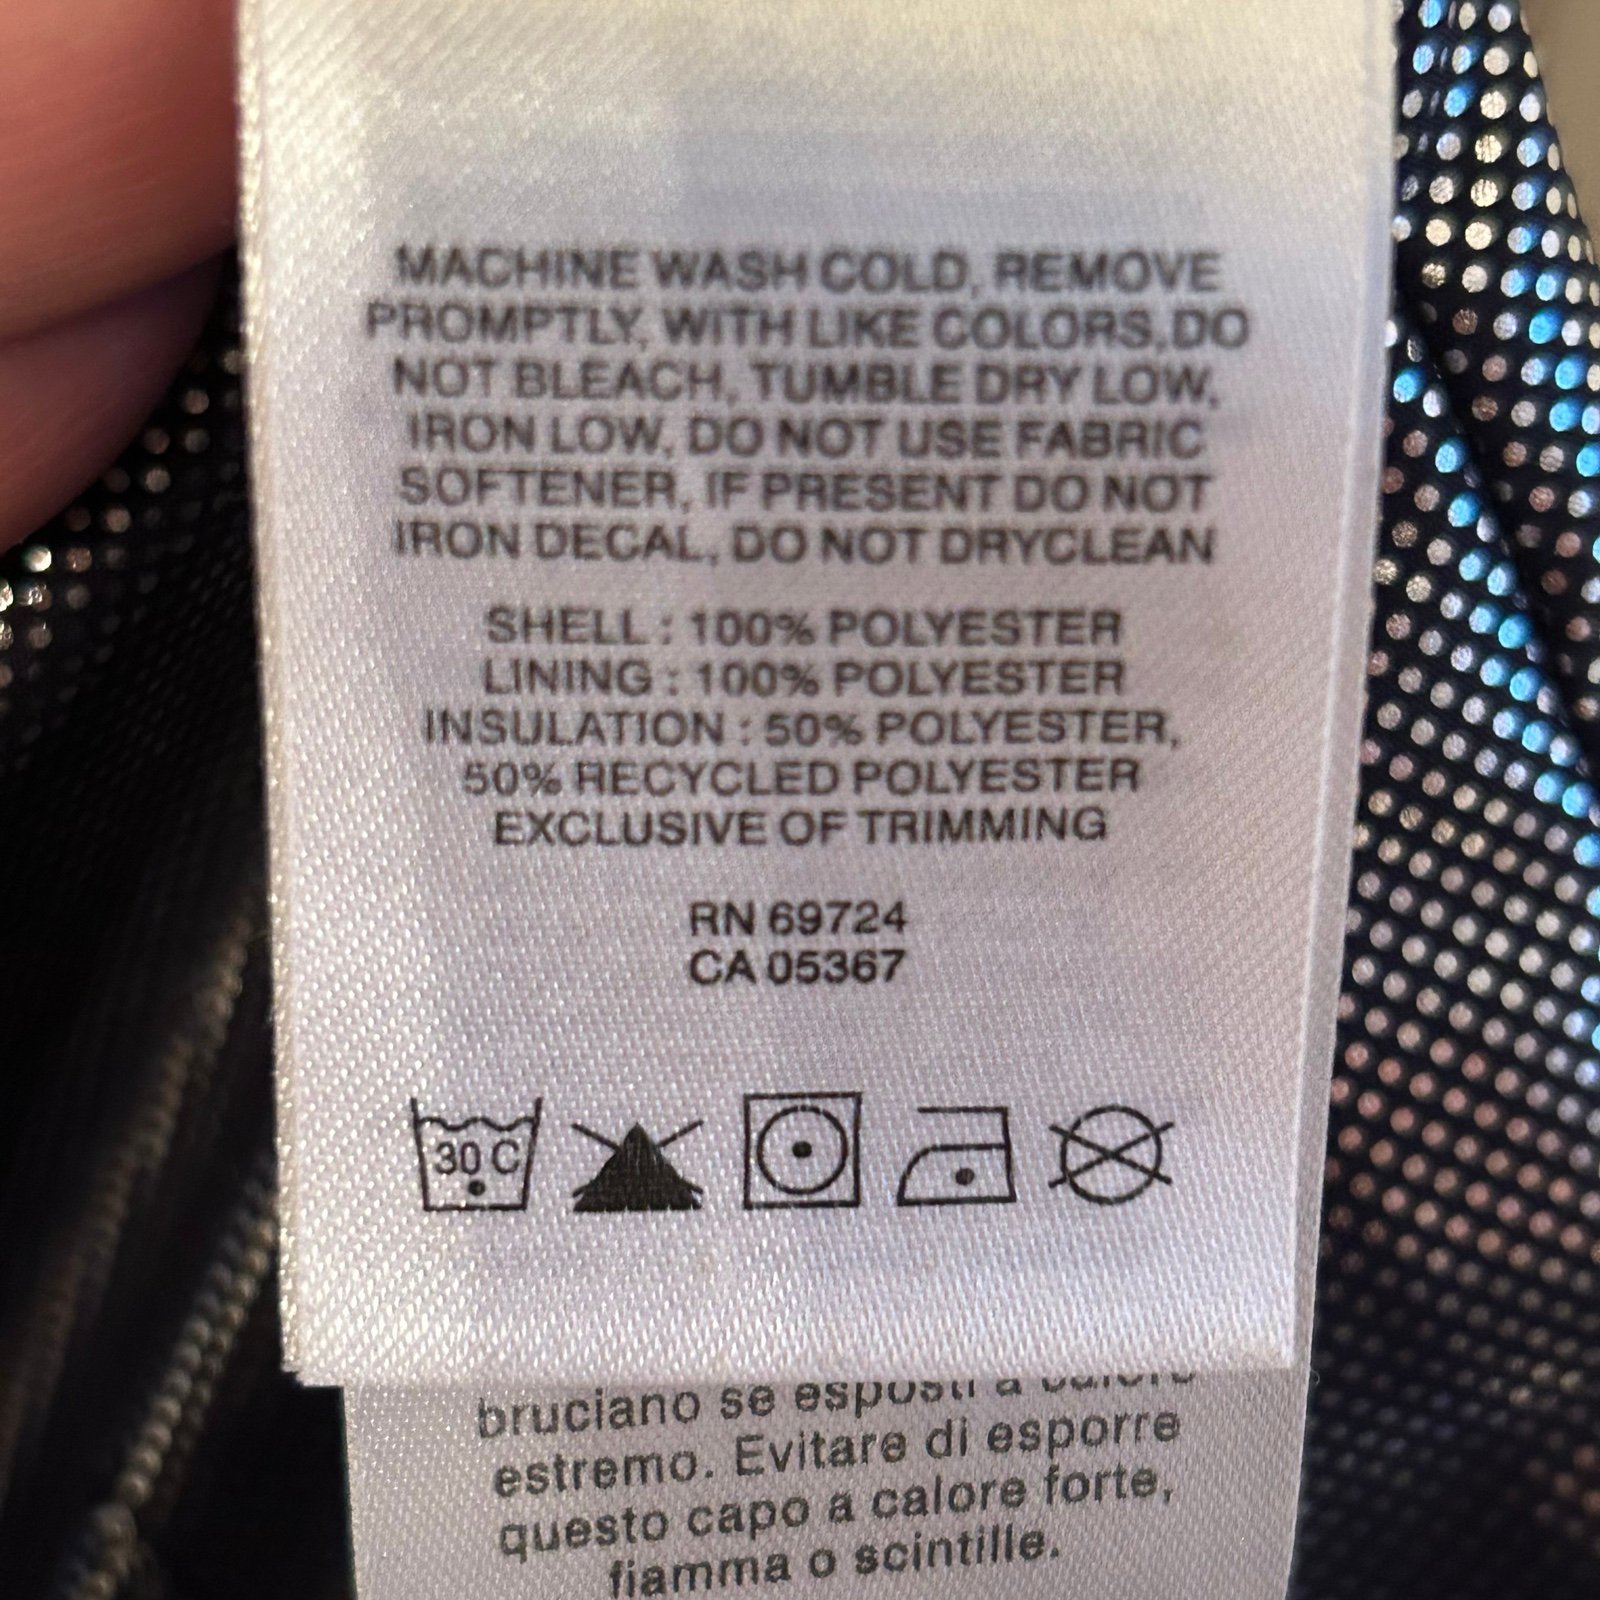 MACHINE WASH COLD, REMOVE
PROMPTLY, WITH LIKE COLORS, DO
NOT BLEACH, TUMBLE DRY LOW,
IRON LOW, DO NOT USE FABRIC
SOFTENER, IF PRESENT DO NOT
IRON DECAL, DO NOT DRYCLEAN
SHELL : 100% POLYESTER
LINING : 100% POLYESTER
INSULATION : 50% POLYESTER,
50% RECYCLED POLYESTER
EXCLUSIVE OF TRIMMING
RN 69724
CA 05367
30 C
bruciano se esposti a calore
estremo. Evitare di esporre
questo capo a calore forte,
fiamma o scintille.